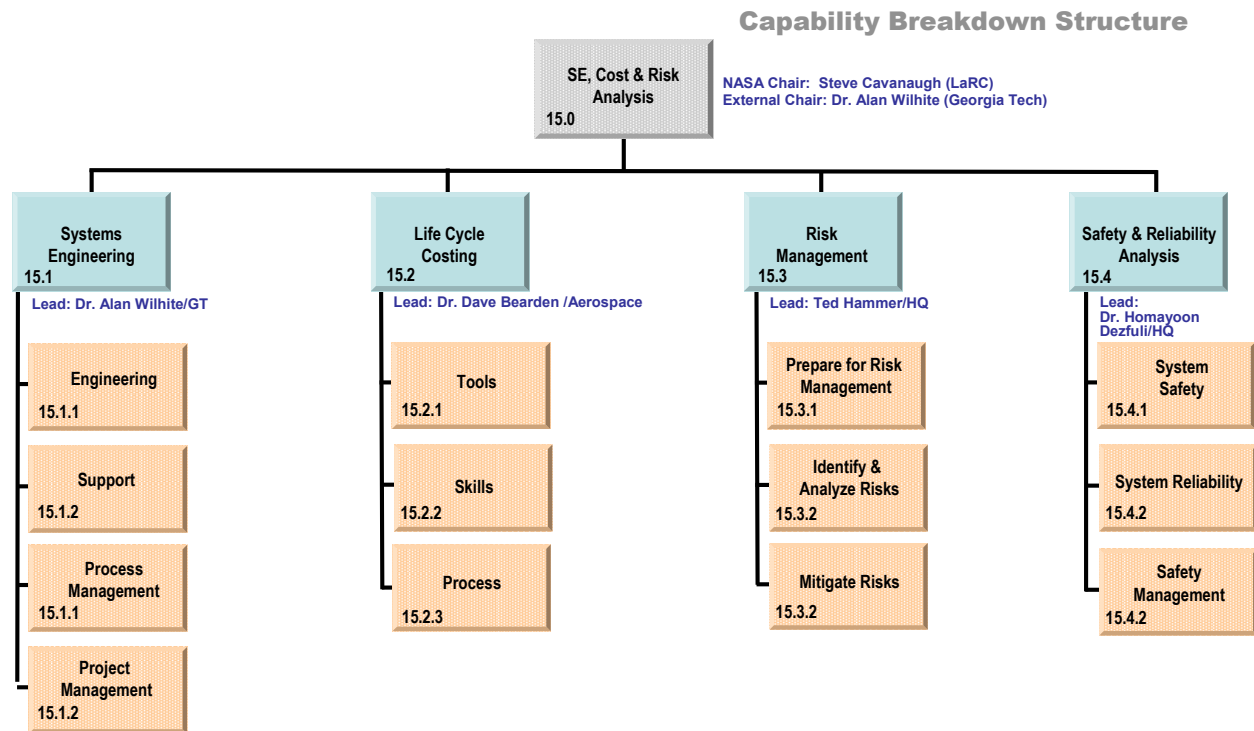 Capability Breakdown Structure
SE, Cost & Risk
Analysis
15.0
NASA Chair: Steve Cavanaugh (LaRC)
External Chair: Dr. Alan Wilhite (Georgia Tech)
Systems
Engineering
15.1
Lead: Dr. Alan Wilhite/GT
Engineering
15.1.1
Support
15.1.2
Process
Management
15.1.1
Project
Management
15.1.2
Life Cycle
Costing
15.2
Lead: Dr. Dave Bearden /Aerospace
Tools
15.2.1
Skills
15.2.2
Process
15.2.3
Risk
Management
15.3
Lead: Ted Hammer/HQ
Prepare for Risk
Management
15.3.1
Identify &
Analyze Risks
15.3.2
Mitigate Risks
15.3.2
Safety & Reliability
Analysis
15.4
Lead:
Dr. Homayoon
Dezfuli/HQ
System
Safety
15.4.1
System Reliability
15.4.2
Safety
Management
15.4.2